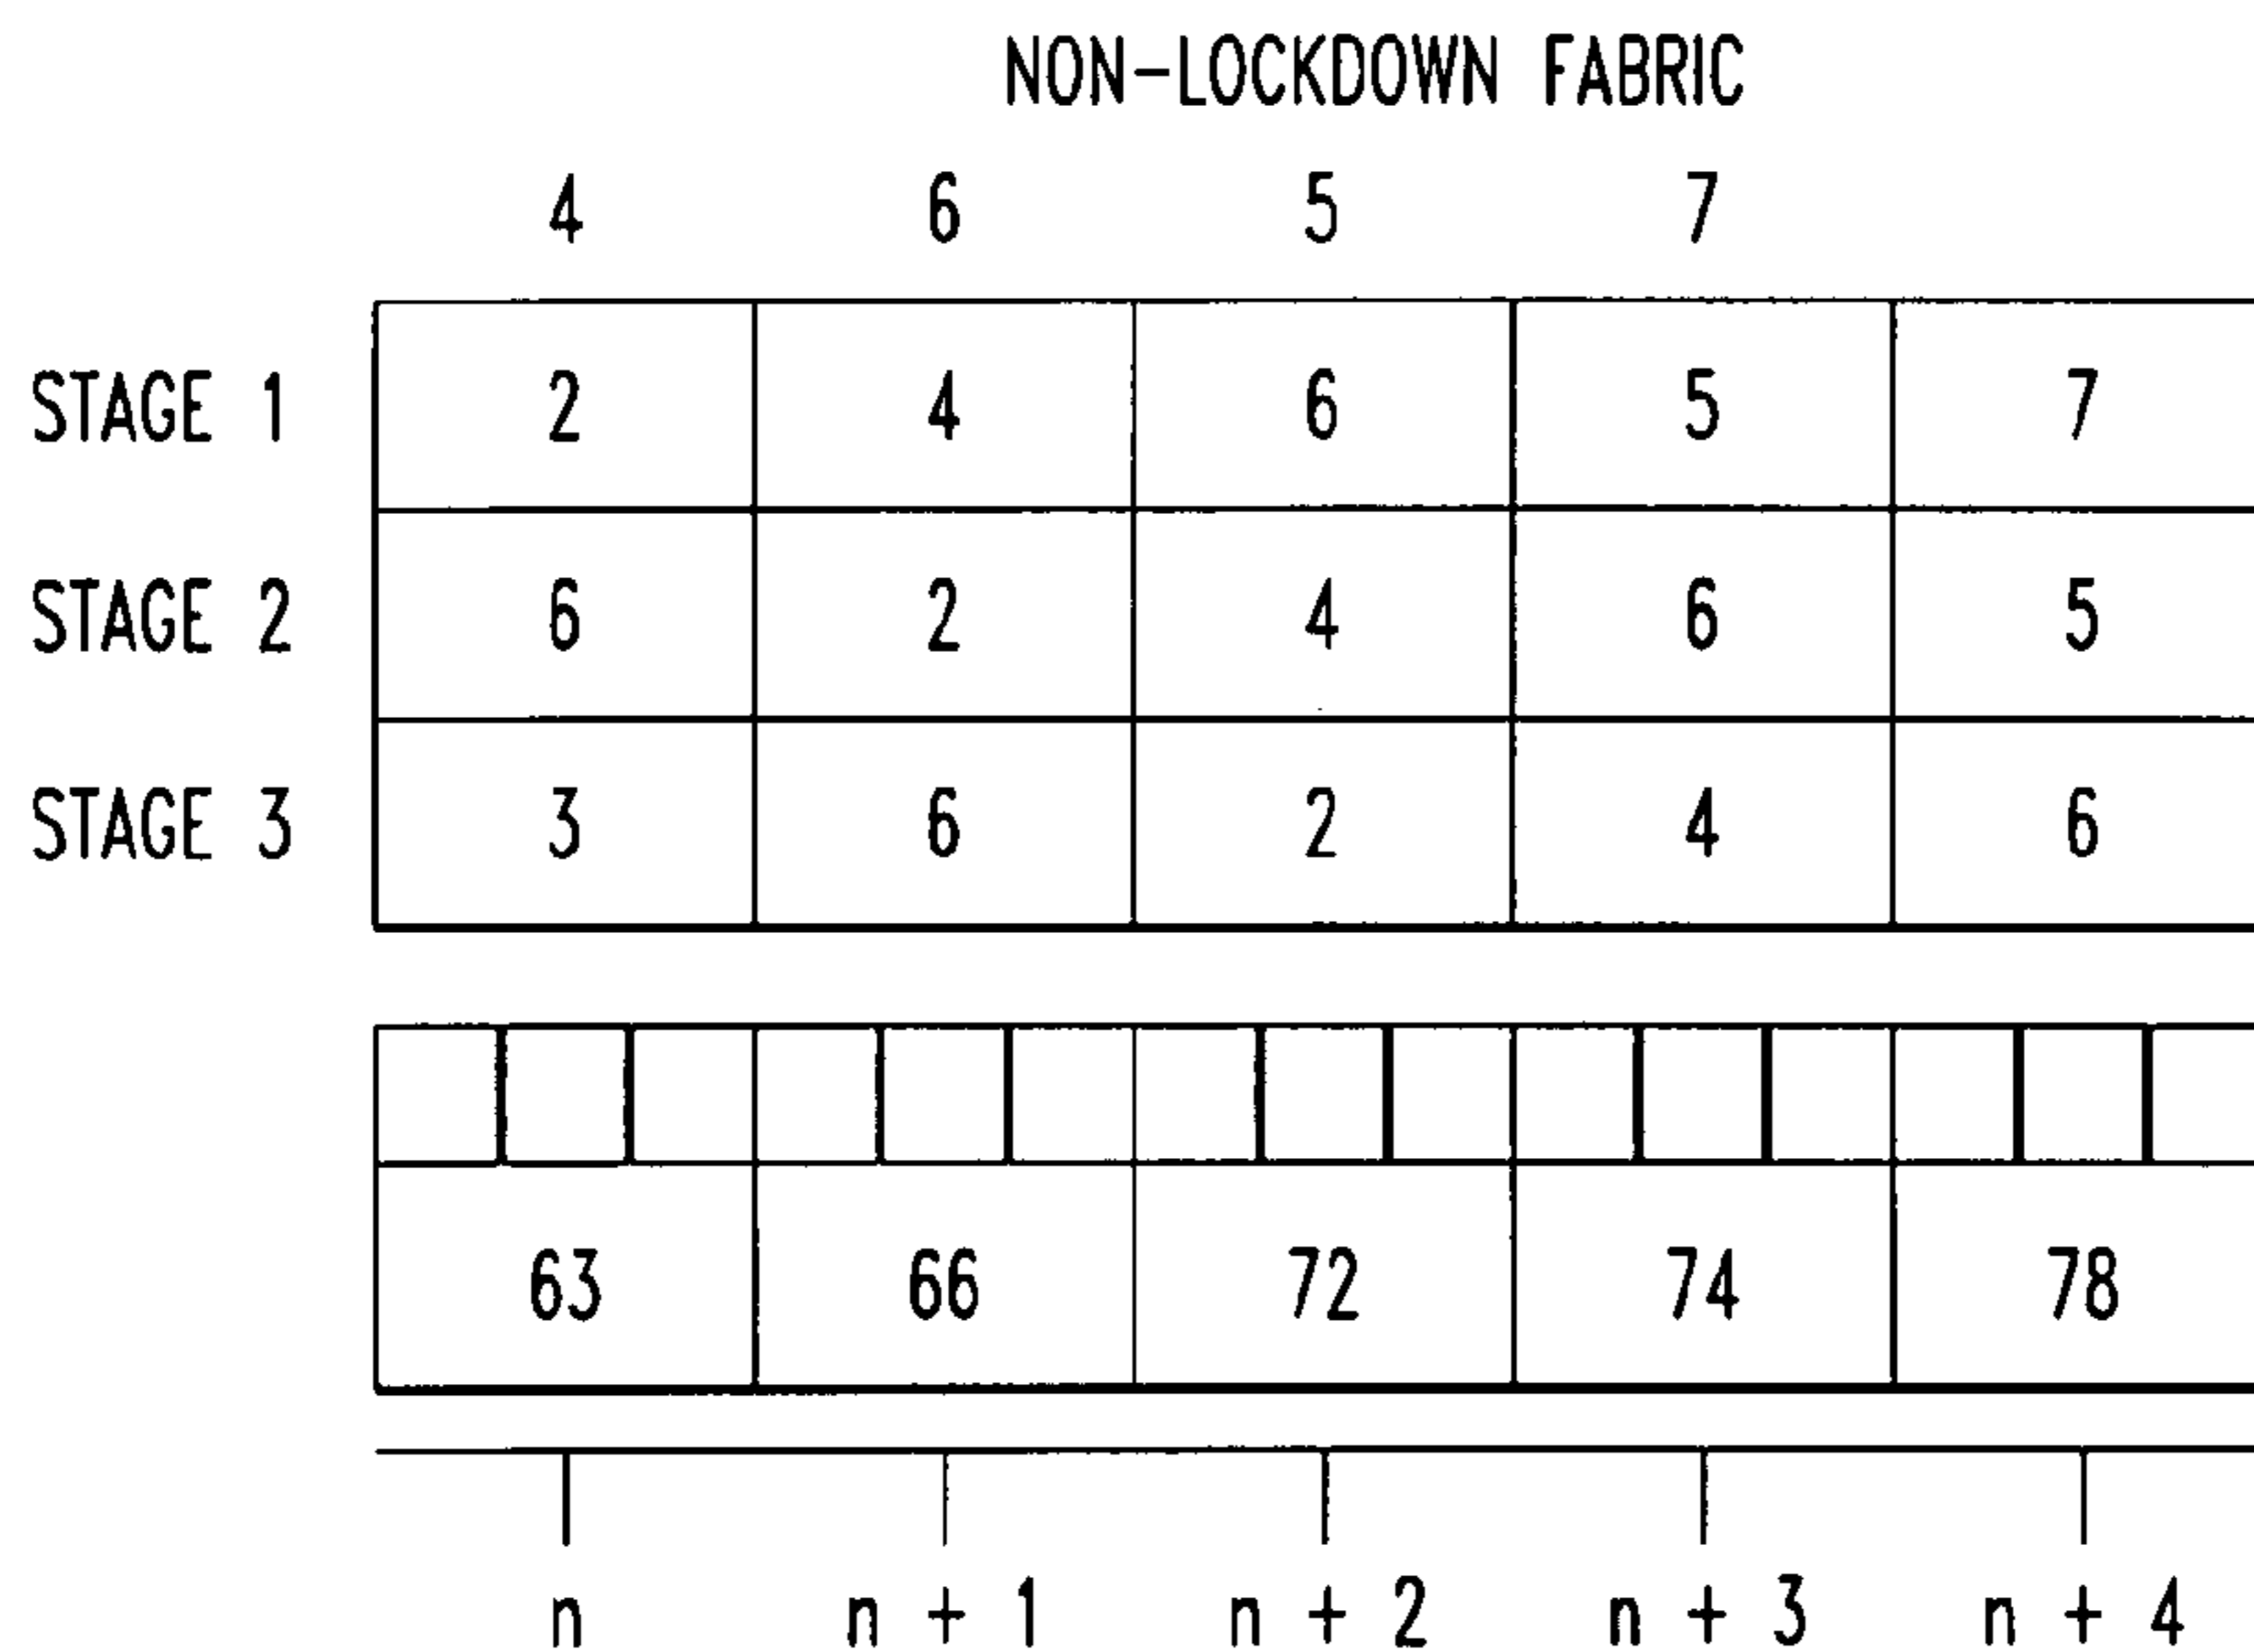 NON-LOCKDOWN FABRIC
4 6 5 7
STAGE 1 2 4 6 5 7
STAGE 2 6 2 4 6 5
STAGE 3 3 6 2 4 6
63 66 72 74 78
n n + 1 n + 2 n + 3 n + 4